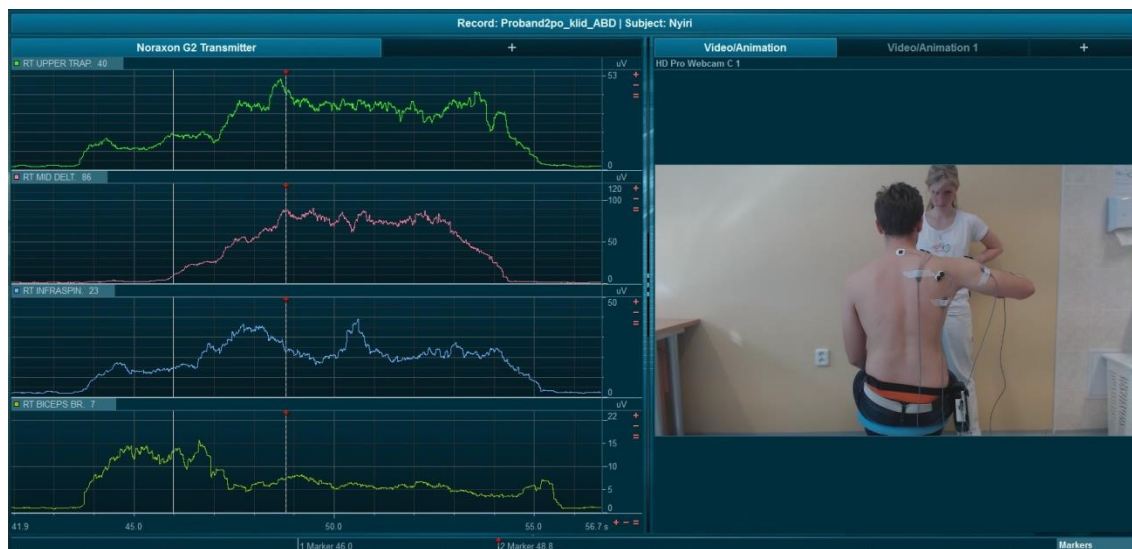 Record: Proband2po_klid_ABD | Subject: Nyiri
Noraxon G2 Transmitter
+
Video/Animation
Video/Animation 1
+
RT UPPER TRAP. 40
uV
53
+
−
=
0
HD Pro Webcam C 1
RT MID DELT. 86
uV
120
100
50
0
+
−
=
RT INFRASPIN. 23
uV
50
0
+
−
=
RT BICEPS BR. 7
uV
22
15
10
5
0
+
−
=
41.9
45.0
50.0
55.0
56.7 s
+ − =
1 Marker 46.0
2 Marker 48.8
Markers